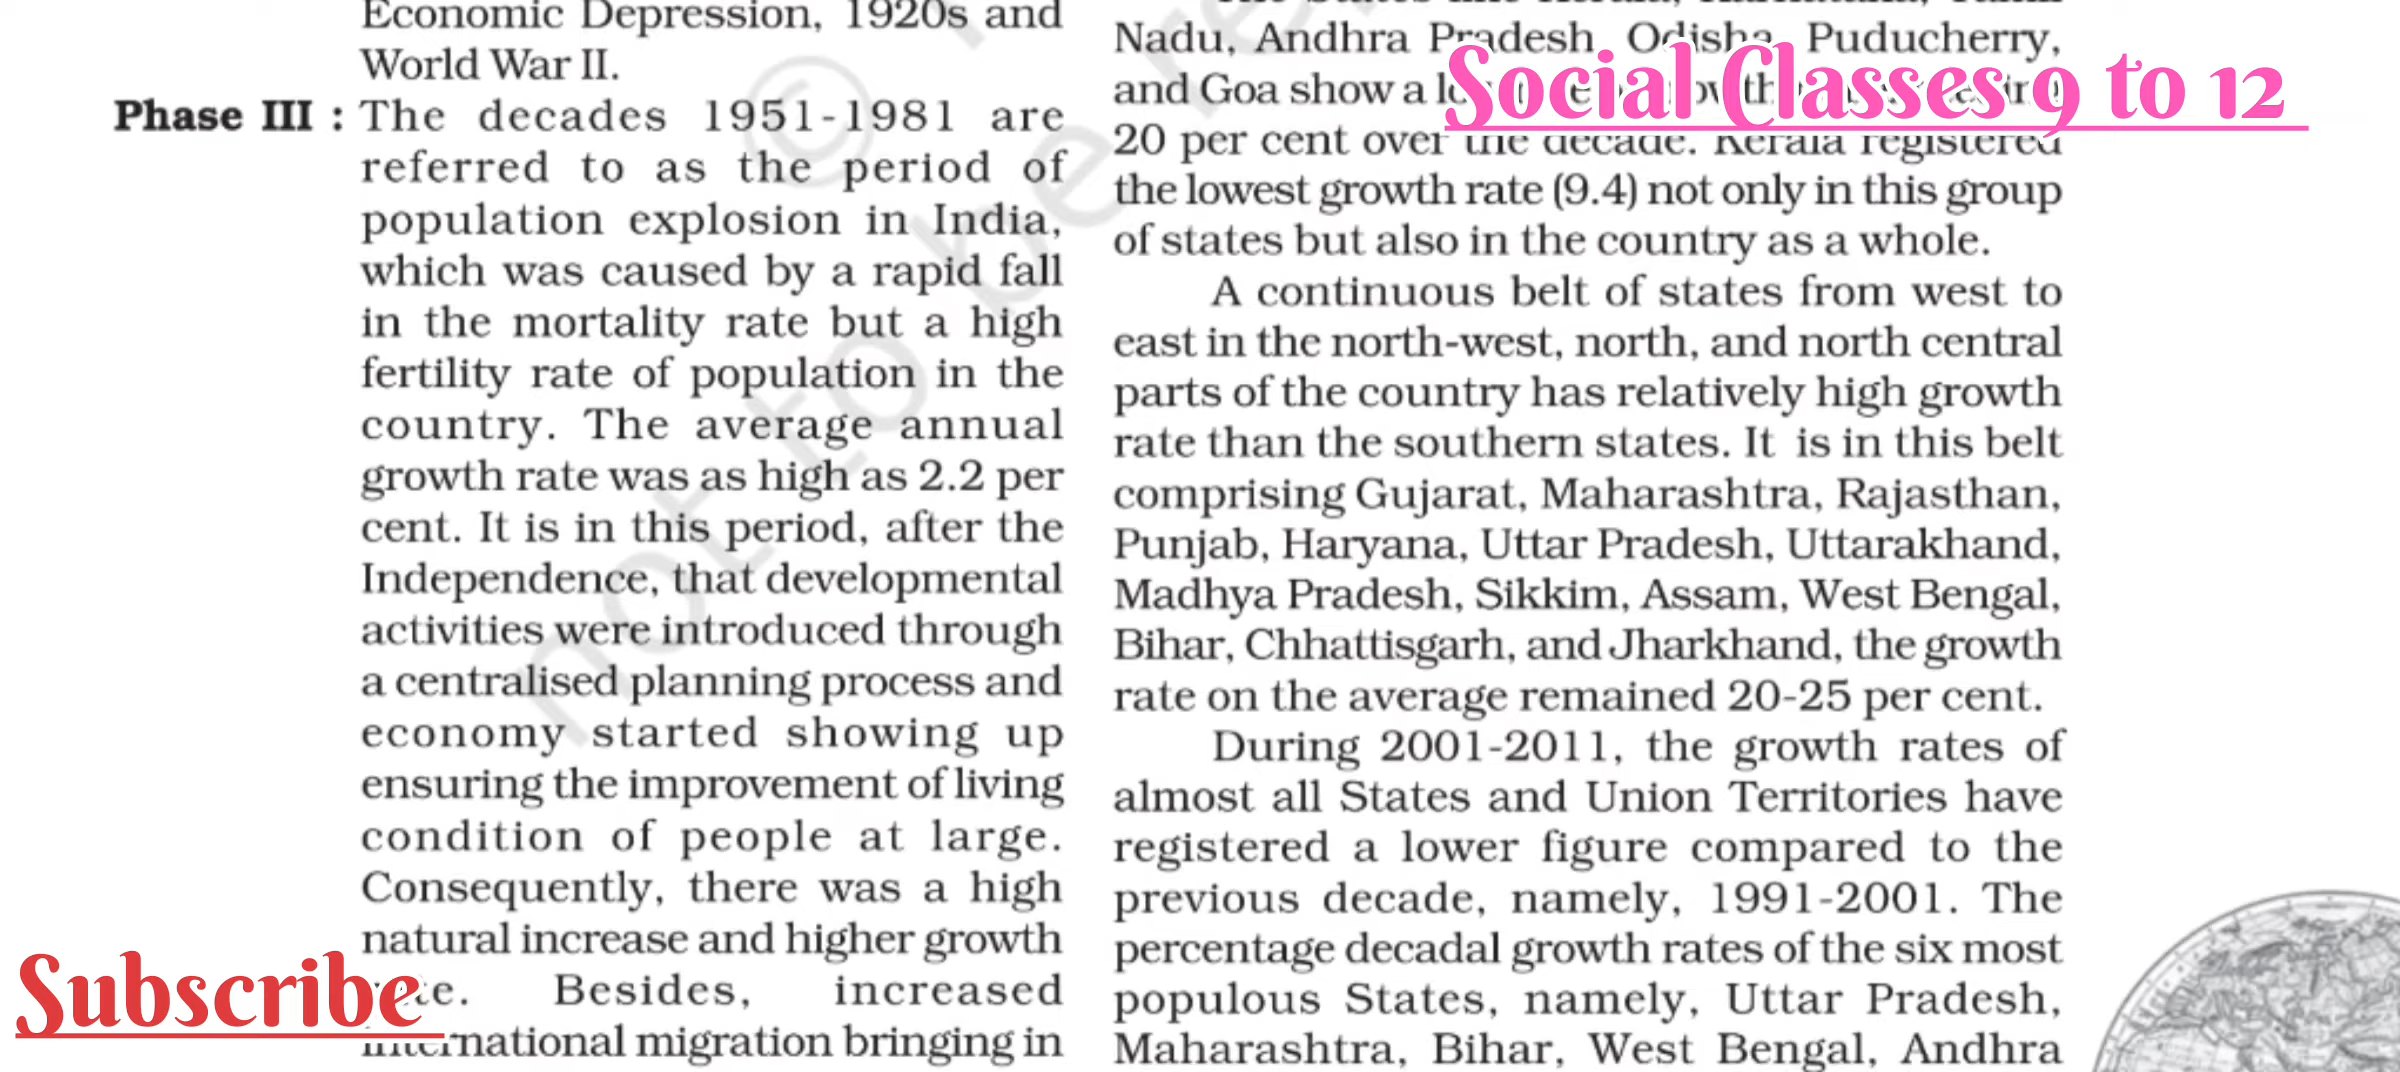 Economic Depression, 1920s and
World War II.
Phase III : The decades 1951-1981 are
referred to as the period of
population explosion in India,
which was caused by a rapid fall
in the mortality rate but a high
fertility rate of population in the
country. The average annual
growth rate was as high as 2.2 per
cent. It is in this period, after the
Independence, that developmental
activities were introduced through
a centralised planning process and
economy started showing up
ensuring the improvement of living
condition of people at large.
Consequently, there was a high
natural increase and higher growth
Besides, increased
international migration bringing in
Nadu, Andhra Pradesh, Odisha, Puducherry,
and Goa show a
20 per cent over the decade. Kerala registered
the lowest growth rate (9.4) not only in this group
of states but also in the country as a whole.
A continuous belt of states from west to
east in the north-west, north, and north central
parts of the country has relatively high growth
rate than the southern states. It is in this belt
comprising Gujarat, Maharashtra, Rajasthan,
Punjab, Haryana, Uttar Pradesh, Uttarakhand,
Madhya Pradesh, Sikkim, Assam, West Bengal,
Bihar, Chhattisgarh, and Jharkhand, the growth
rate on the average remained 20-25 per cent.
During 2001-2011, the growth rates of
almost all States and Union Territories have
registered a lower figure compared to the
previous decade, namely, 1991-2001. The
percentage decadal growth rates of the six most
populous States, namely, Uttar Pradesh,
Maharashtra, Bihar, West Bengal, Andhra
Social Classes 9 to 12
Subscribe
© not to be re